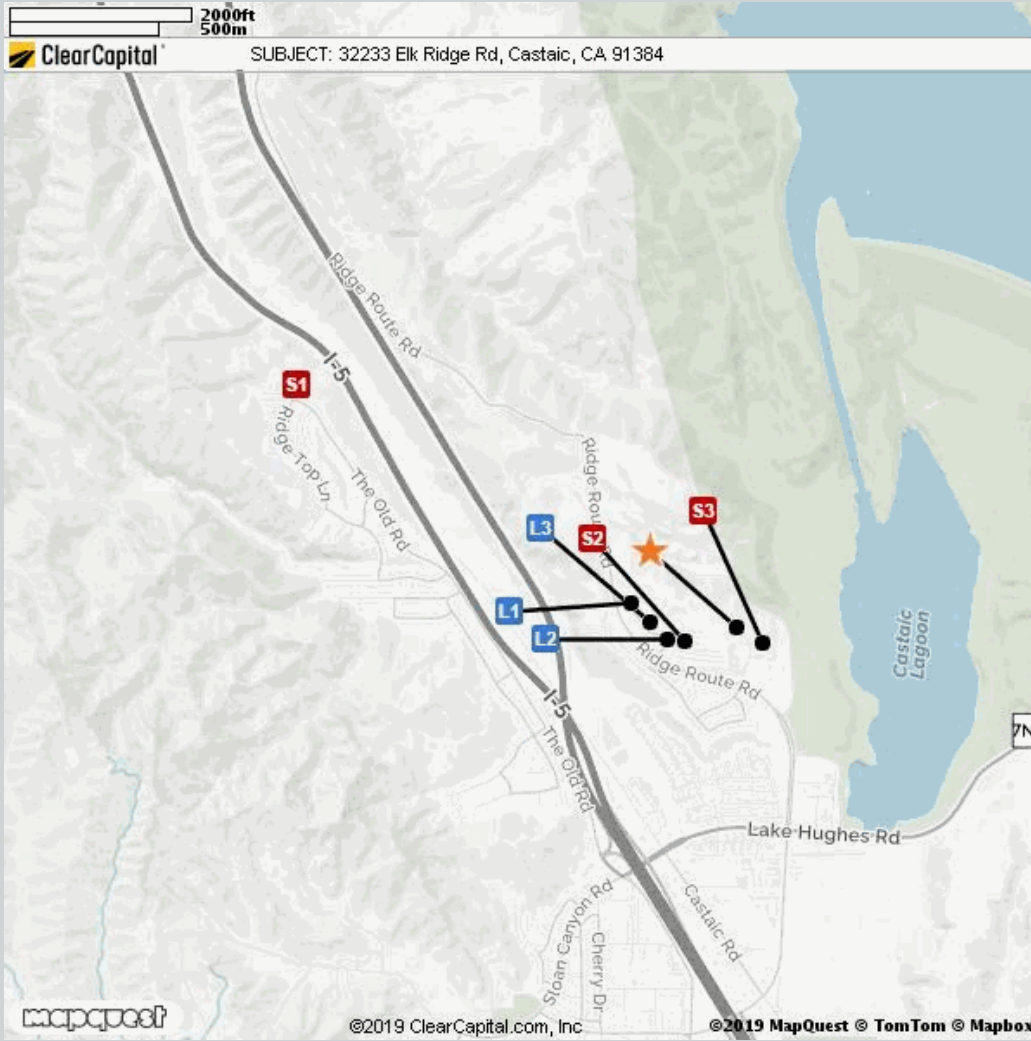 2000ft
500m
ClearCapital
SUBJECT: 32233 Elk Ridge Rd, Castaic, CA 91384
Ridge Route Rd
I-5
S1
Ridge Top Ln
The Old Rd
Ridge Route Rd
S3
L3
S2
L1
L2
Ridge Route Rd
Castaic
Lagoon
I-5
7N
The Old Rd
Lake Hughes Rd
Sloan Canyon Rd
Cherry Dr
Castaic Rd
mapquest
©2019 ClearCapital.com, Inc
©2019 MapQuest © TomTom © Mapbox